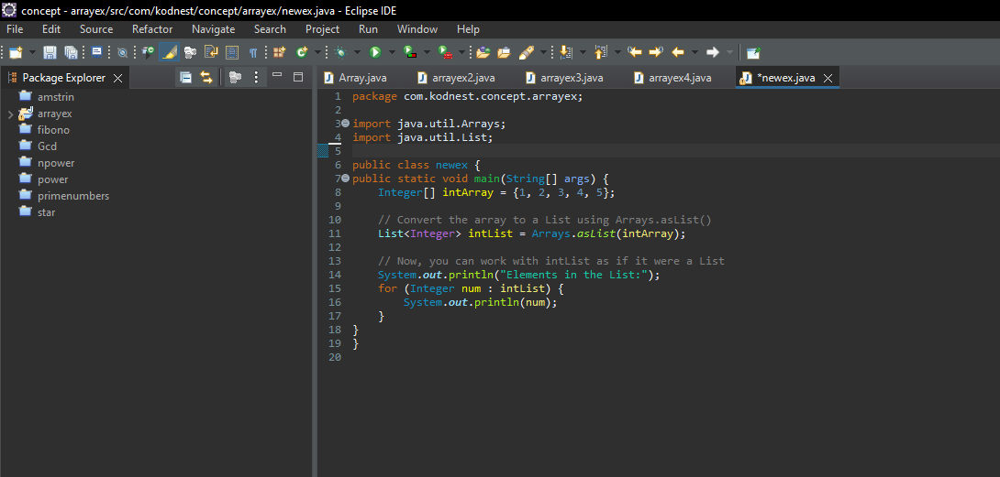 concept - arrayex/src/com/kodnest/concept/arrayex/newex.java - Eclipse IDE
File Edit Source Refactor Navigate Search Project Run Window Help
Package Explorer
amstrin
arrayex
fibono
Gcd
npower
power
primenumbers
star
Array.java arrayex2.java arrayex3.java arrayex4.java *newex.java
1 package com.kodnest.concept.arrayex;
2
3 import java.util.Arrays;
4 import java.util.List;
5
6 public class newex {
7 public static void main(String[] args) {
8     Integer[] intArray = {1, 2, 3, 4, 5};
9
10     // Convert the array to a List using Arrays.asList()
11     List<Integer> intList = Arrays.asList(intArray);
12
13     // Now, you can work with intList as if it were a List
14     System.out.println("Elements in the List:");
15     for (Integer num : intList) {
16         System.out.println(num);
17     }
18 }
19 }
20